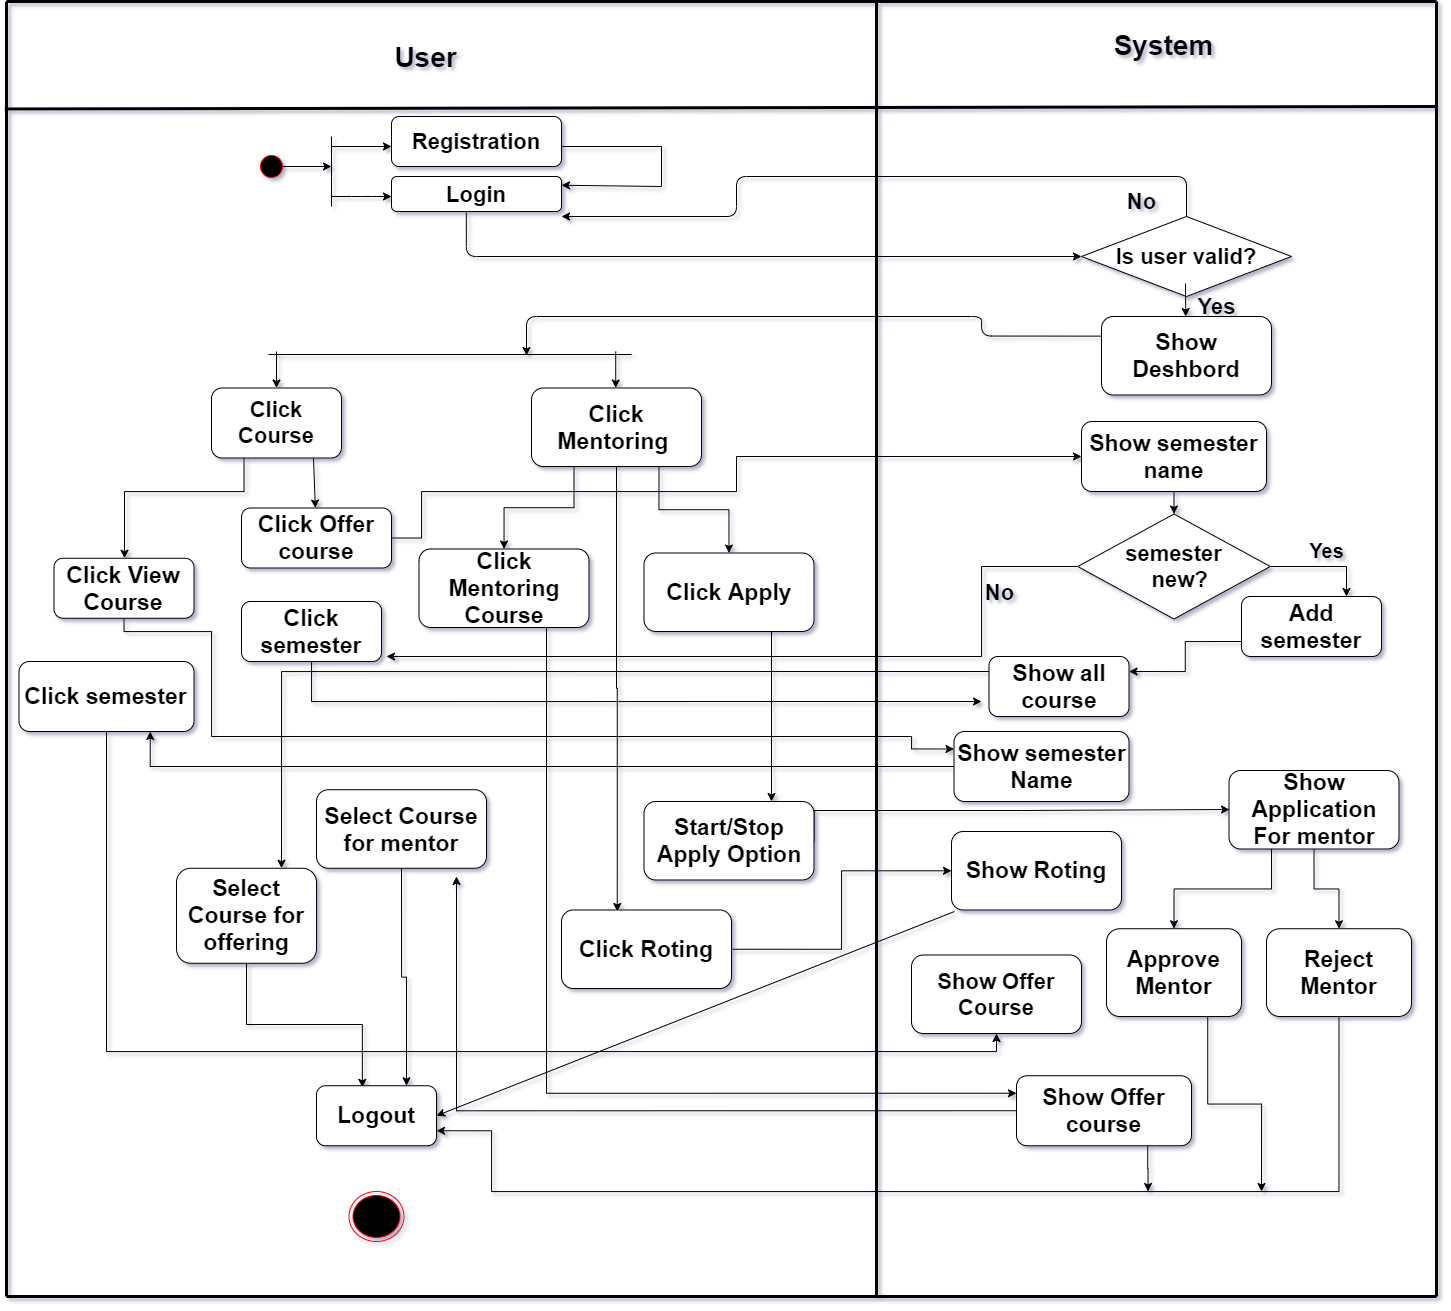 User
System
Registration
Login
No
Is user valid?
Yes
Show
Deshbord
Click
Course
Click
Mentoring
Show semester
name
Click Offer
course
Click View
Course
Click
Mentoring
Course
Click Apply
semester
new?
Yes
No
Add
semester
Click
semester
Click semester
Show all
course
Show semester
Name
Select Course
for mentor
Start/Stop
Apply Option
Show
Application
For mentor
Select
Course for
offering
Click Roting
Show Roting
Show Offer
Course
Approve
Mentor
Reject
Mentor
Logout
Show Offer
course